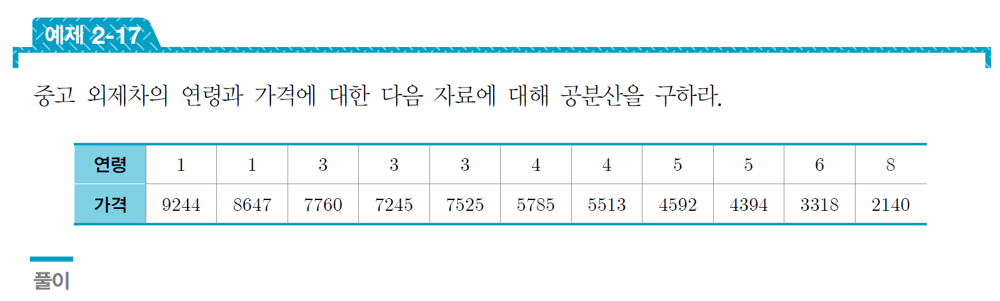 예제 2-17
중고 외제차의 연령과 가격에 대한 다음 자료에 대해 공분산을 구하라.
연령 1 1 3 3 3 4 4 5 5 6 8
가격 9244 8647 7760 7245 7525 5785 5513 4592 4394 3318 2140
풀이